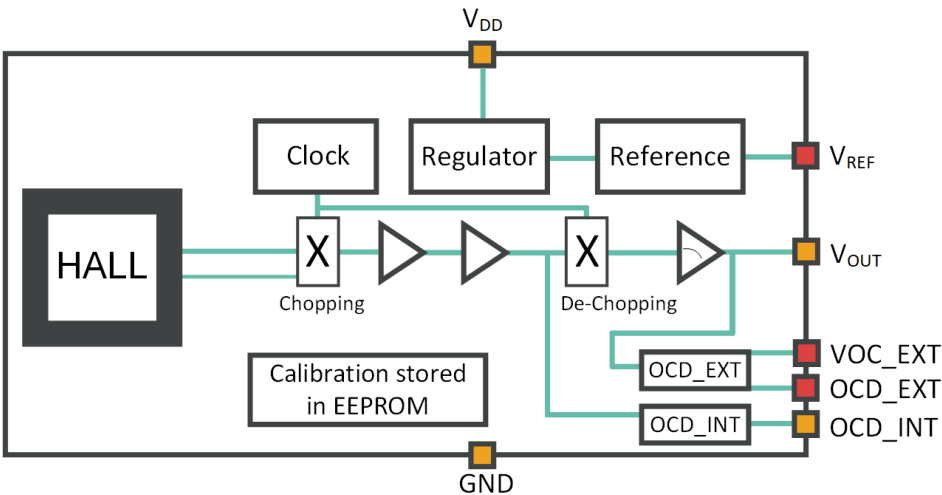 VDD
Clock
Regulator
Reference
VREF
HALL
X
X
VOUT
Chopping
De-Chopping
VOC_EXT
OCD_EXT
OCD_EXT
Calibration stored
in EEPROM
OCD_INT
OCD_INT
GND